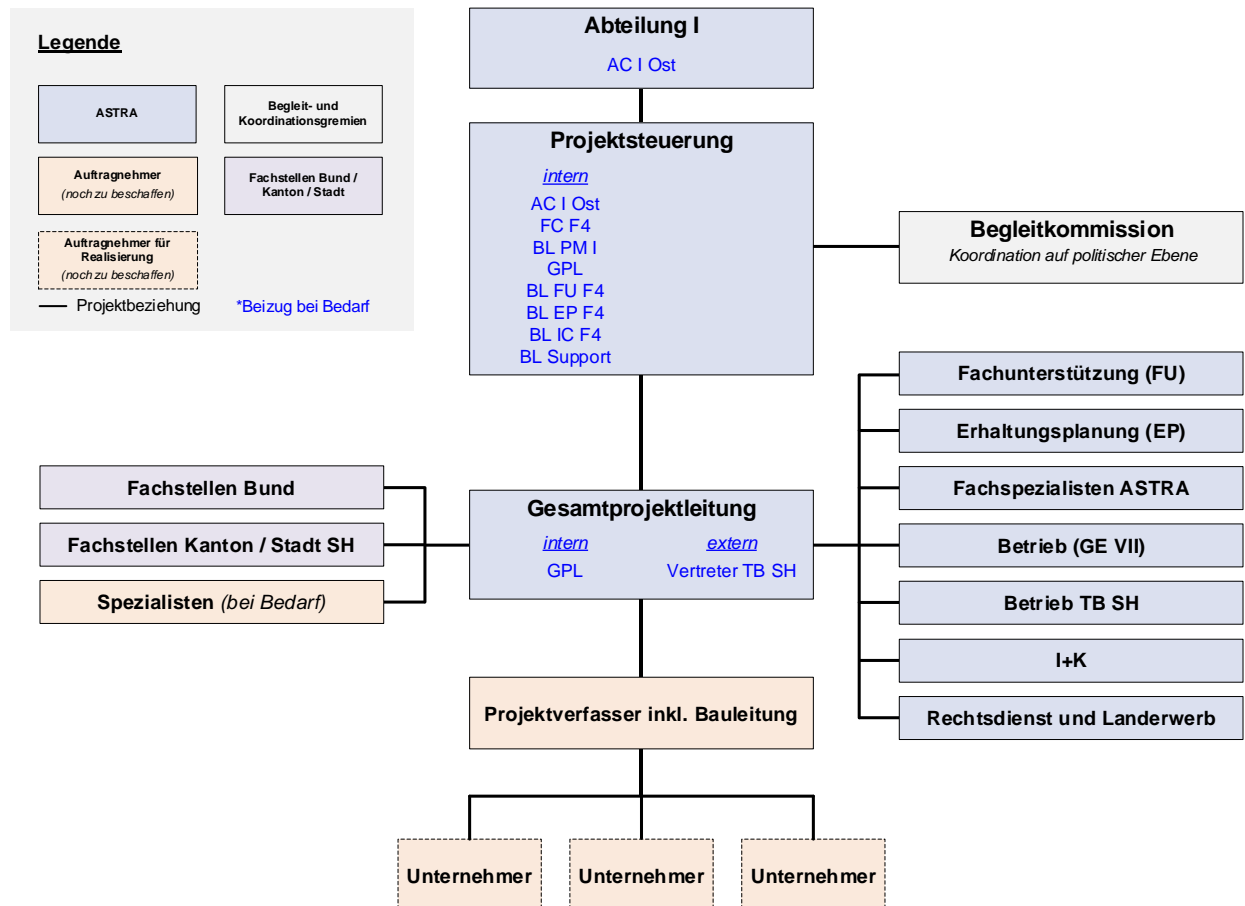 Legende
ASTRA
Begleit- und
Koordinationsgremien
Auftragnehmer
(noch zu beschaffen)
Fachstellen Bund /
Kanton / Stadt
Auftragnehmer für
Realisierung
(noch zu beschaffen)
Projektbeziehung
*Beizug bei Bedarf
Abteilung I
AC I Ost
Projektsteuerung
intern
AC I Ost
FC F4
BL PM I
GPL
BL FU F4
BL EP F4
BL IC F4
BL Support
Begleitkommission
Koordination auf politischer Ebene
Fachunterstützung (FU)
Erhaltungsplanung (EP)
Fachspezialisten ASTRA
Betrieb (GE VII)
Betrieb TB SH
I+K
Rechtsdienst und Landerwerb
Fachstellen Bund
Fachstellen Kanton / Stadt SH
Spezialisten (bei Bedarf)
Gesamtprojektleitung
intern
GPL
extern
Vertreter TB SH
Projektverfasser inkl. Bauleitung
Unternehmer
Unternehmer
Unternehmer